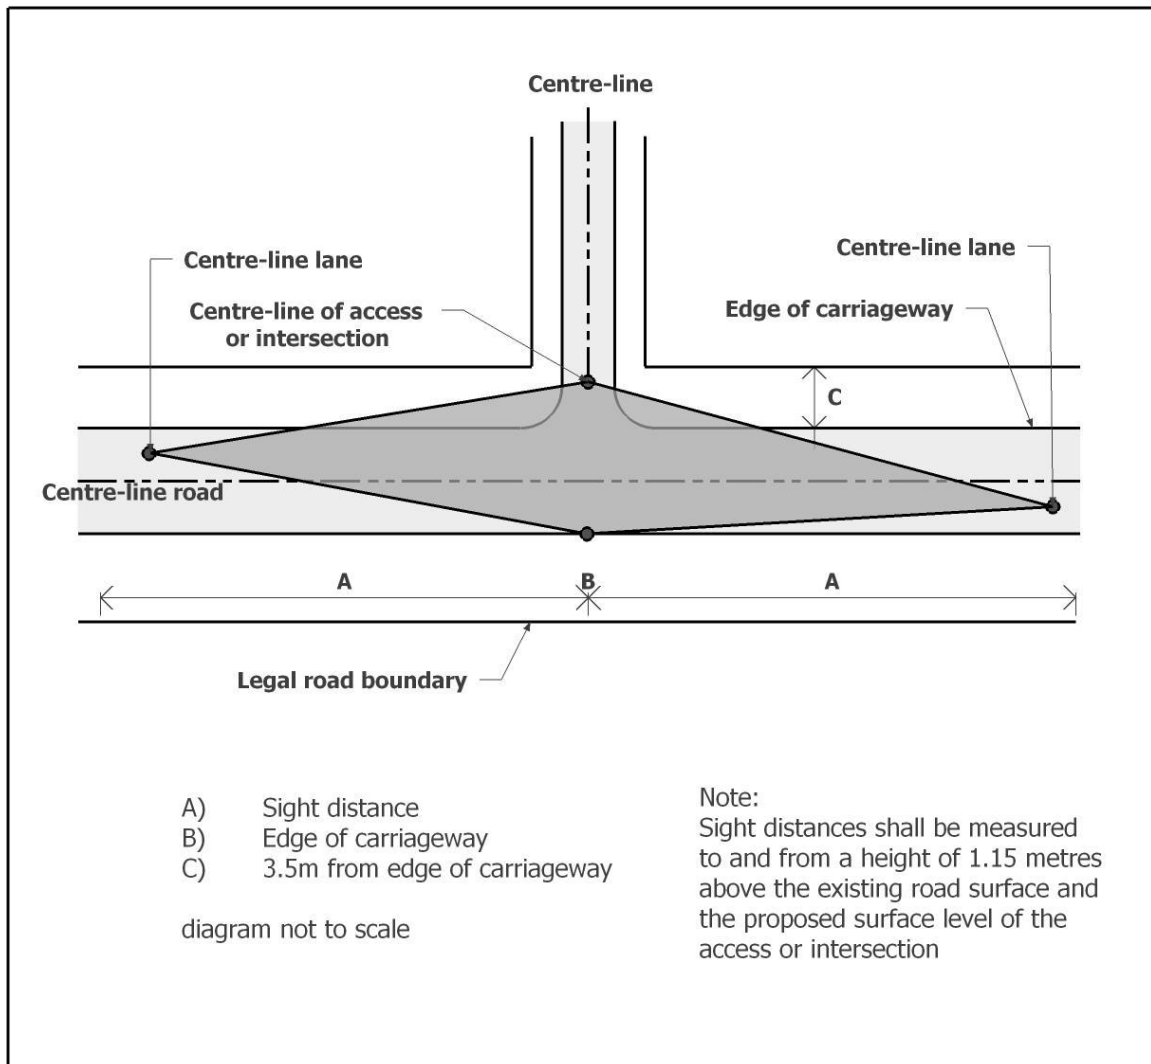 Centre-line
Centre-line lane
Centre-line lane
Centre-line of access
or intersection
Edge of carriageway
C
Centre-line road
A
B
A
Legal road boundary
A) Sight distance
B) Edge of carriageway
C) 3.5m from edge of carriageway
diagram not to scale
Note:
Sight distances shall be measured
to and from a height of 1.15 metres
above the existing road surface and
the proposed surface level of the
access or intersection